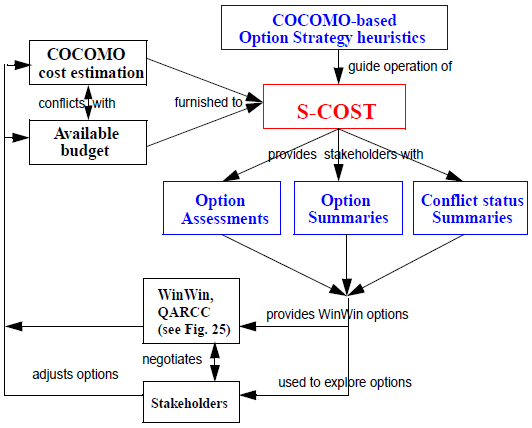 COCOMO-based
Option Strategy heuristics
COCOMO
cost estimation
guide operation of
conflicts with
furnished to
S-COST
Available
budget
provides stakeholders with
Option
Assessments
Option
Summaries
Conflict status
Summaries
WinWin,
QARCC
(see Fig. 25)
provides WinWin options
negotiates
adjusts options
used to explore options
Stakeholders